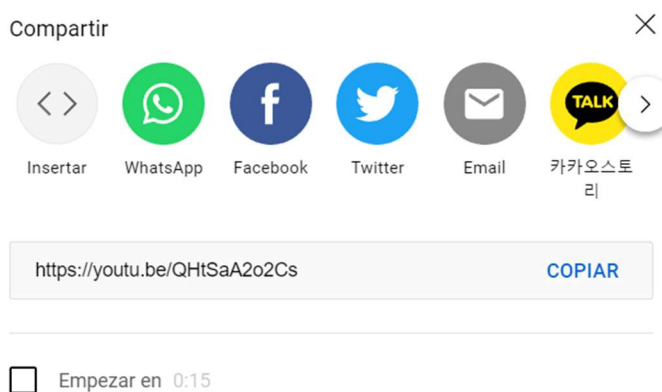 Compartir
TALK
Insertar
WhatsApp
Facebook
Twitter
Email
카카오스토
리
https://youtu.be/QHtSaA2o2Cs
COPIAR
Empezar en 0:15